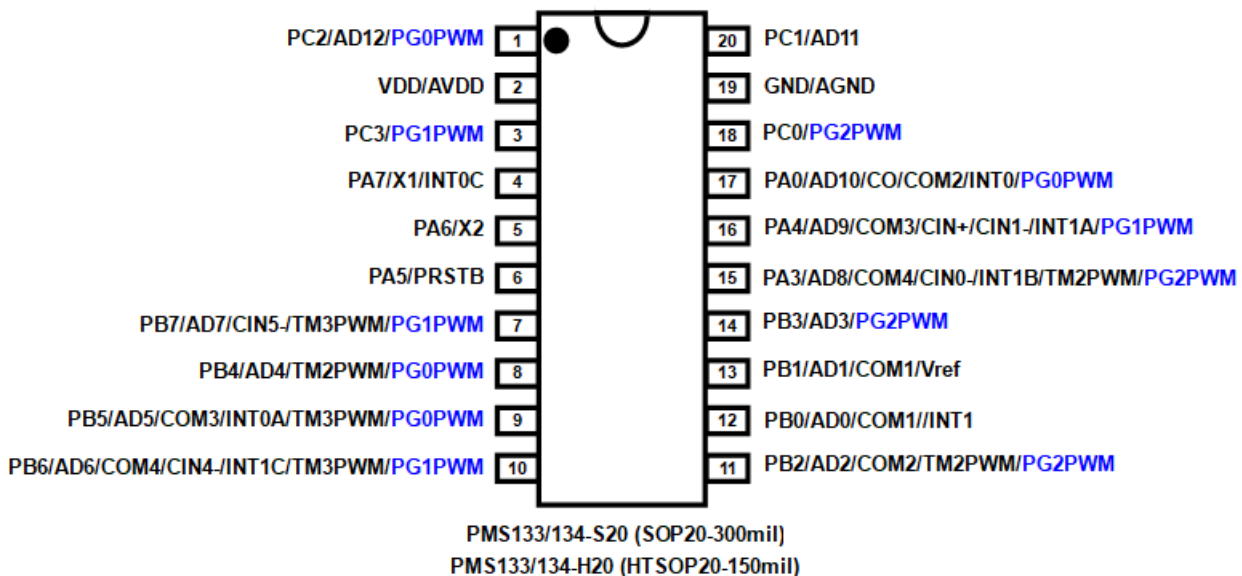 PC2/AD12/PG0PWM 1 20 PC1/AD11
VDD/AVDD 2 19 GND/AGND
PC3/PG1PWM 3 18 PC0/PG2PWM
PA7/X1/INT0C 4 17 PA0/AD10/CO/COM2/INT0/PG0PWM
PA6/X2 5 16 PA4/AD9/COM3/CIN+/CIN1-/INT1A/PG1PWM
PA5/PRSTB 6 15 PA3/AD8/COM4/CIN0-/INT1B/TM2PWM/PG2PWM
PB7/AD7/CIN5-/TM3PWM/PG1PWM 7 14 PB3/AD3/PG2PWM
PB4/AD4/TM2PWM/PG0PWM 8 13 PB1/AD1/COM1/Vref
PB5/AD5/COM3/INT0A/TM3PWM/PG0PWM 9 12 PB0/AD0/COM1//INT1
PB6/AD6/COM4/CIN4-/INT1C/TM3PWM/PG1PWM 10 11 PB2/AD2/COM2/TM2PWM/PG2PWM
PMS133/134-S20 (SOP20-300mil)
PMS133/134-H20 (HTSOP20-150mil)